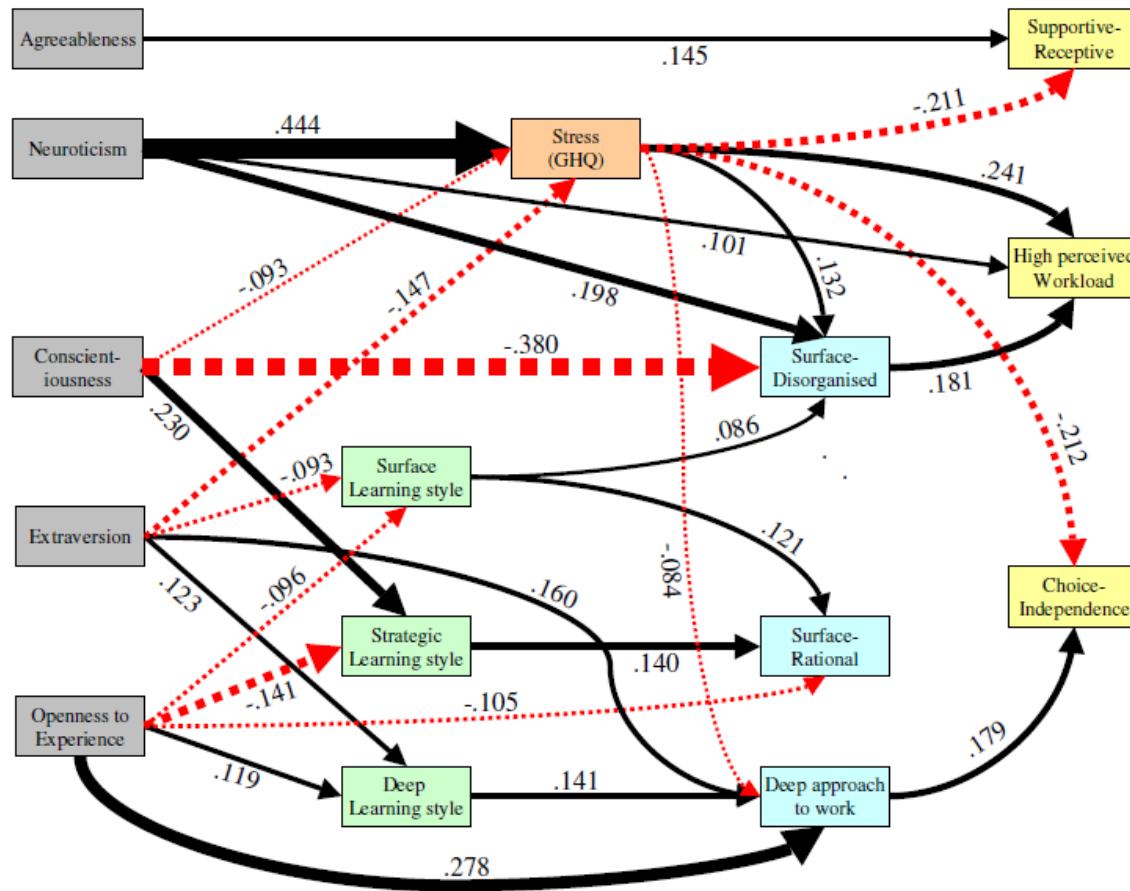 Agreeableness
.145
Supportive-
Receptive
-.211
Neuroticism
.444
Stress
(GHQ)
.241
.101
High perceived
Workload
-.093
-.147
.198
.132
Conscient-
iousness
-.380
Surface-
Disorganised
.181
.230
.086
-.212
-.093
Surface
Learning style
Extraversion
.121
-.084
.123
-.096
.160
Choice-
Independence
Strategic
Learning style
.140
Surface-
Rational
-.141
-.105
Openness to
Experience
.119
.179
Deep
Learning style
.141
Deep approach
to work
.278